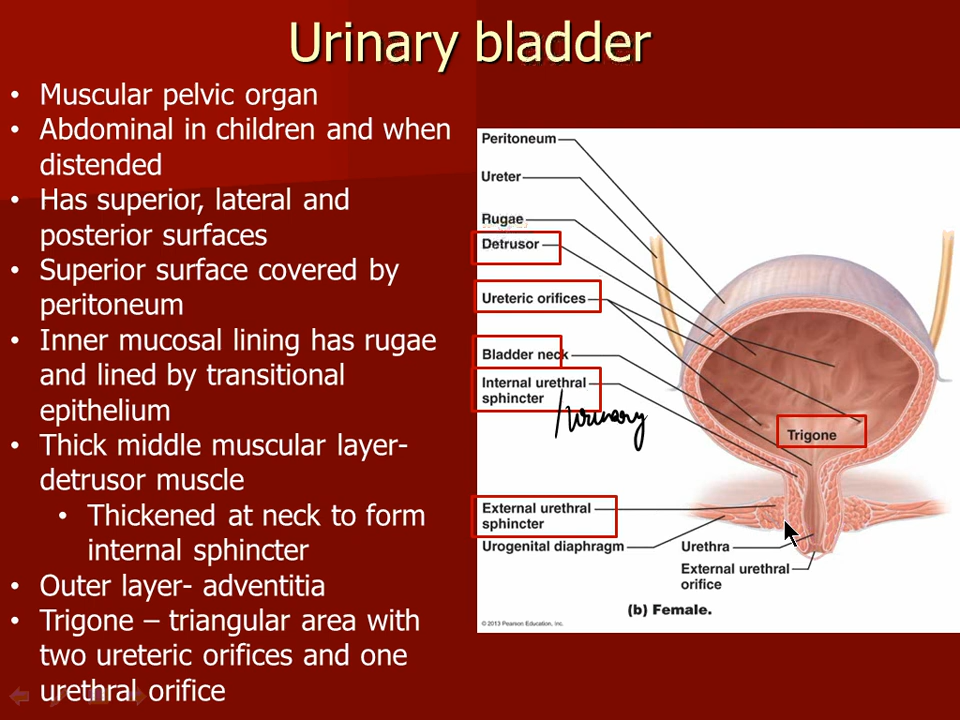 Urinary bladder
• Muscular pelvic organ
• Abdominal in children and when
distended
• Has superior, lateral and
posterior surfaces
• Superior surface covered by
peritoneum
• Inner mucosal lining has rugae
and lined by transitional
epithelium
• Thick middle muscular layer-
detrusor muscle
• Thickened at neck to form
internal sphincter
• Outer layer- adventitia
• Trigone – triangular area with
two ureteric orifices and one
urethral orifice
Peritoneum
Ureter
Rugae
Detrusor
Ureteric orifices
Bladder neck
Internal urethral
sphincter
/urinary
Trigone
External urethral
sphincter
Urogenital diaphragm
Urethra
External urethral
orifice
(b) Female.
© 2013 Pearson Education, Inc.